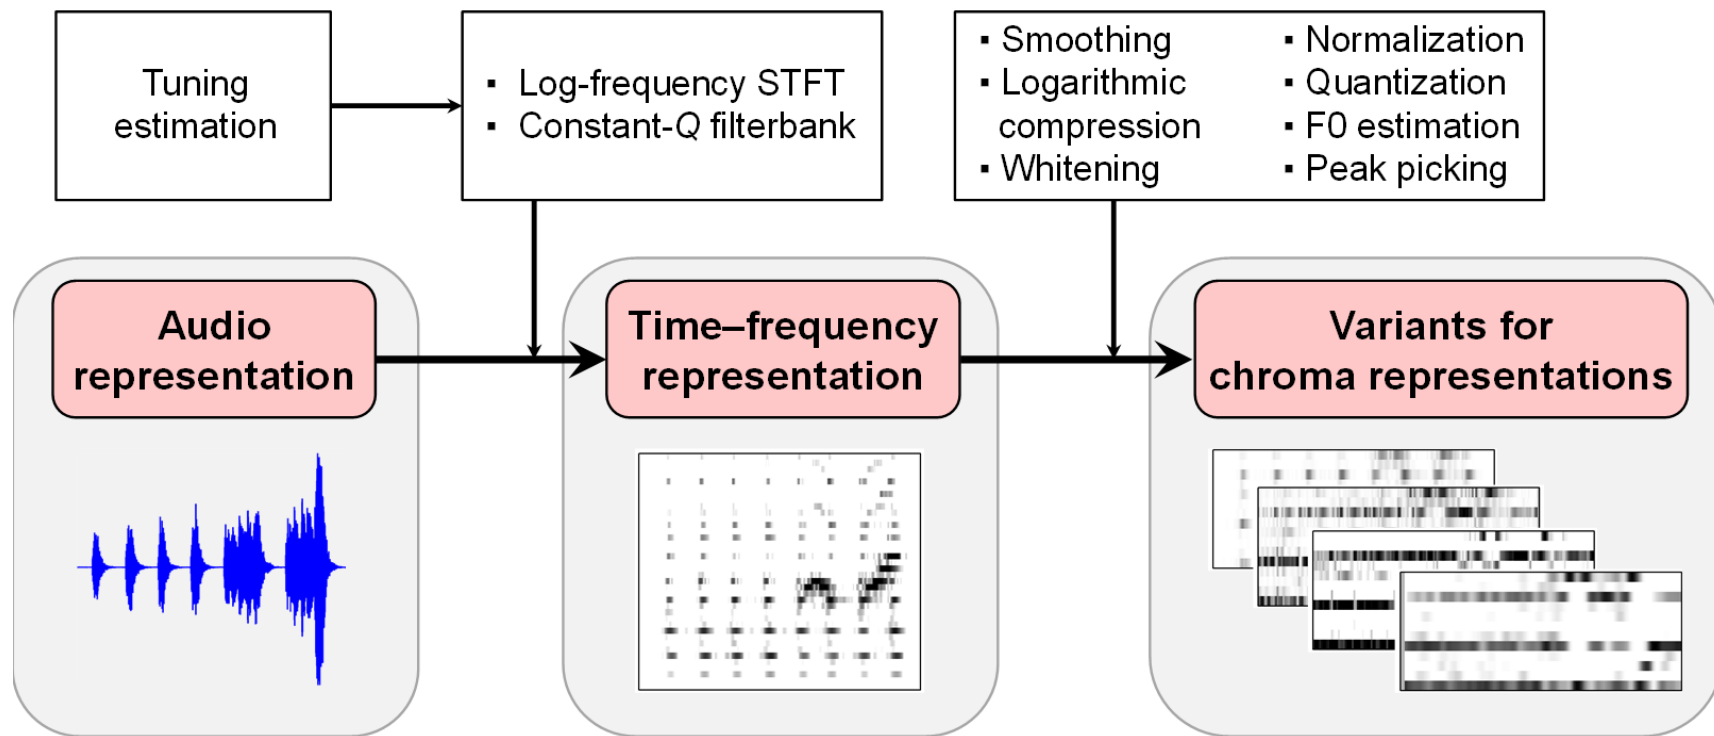 Tuning
estimation
▪ Log-frequency STFT
▪ Constant-Q filterbank
▪ Smoothing
▪ Logarithmic
compression
▪ Whitening
▪ Normalization
▪ Quantization
▪ F0 estimation
▪ Peak picking
Audio
representation
Time–frequency
representation
Variants for
chroma representations